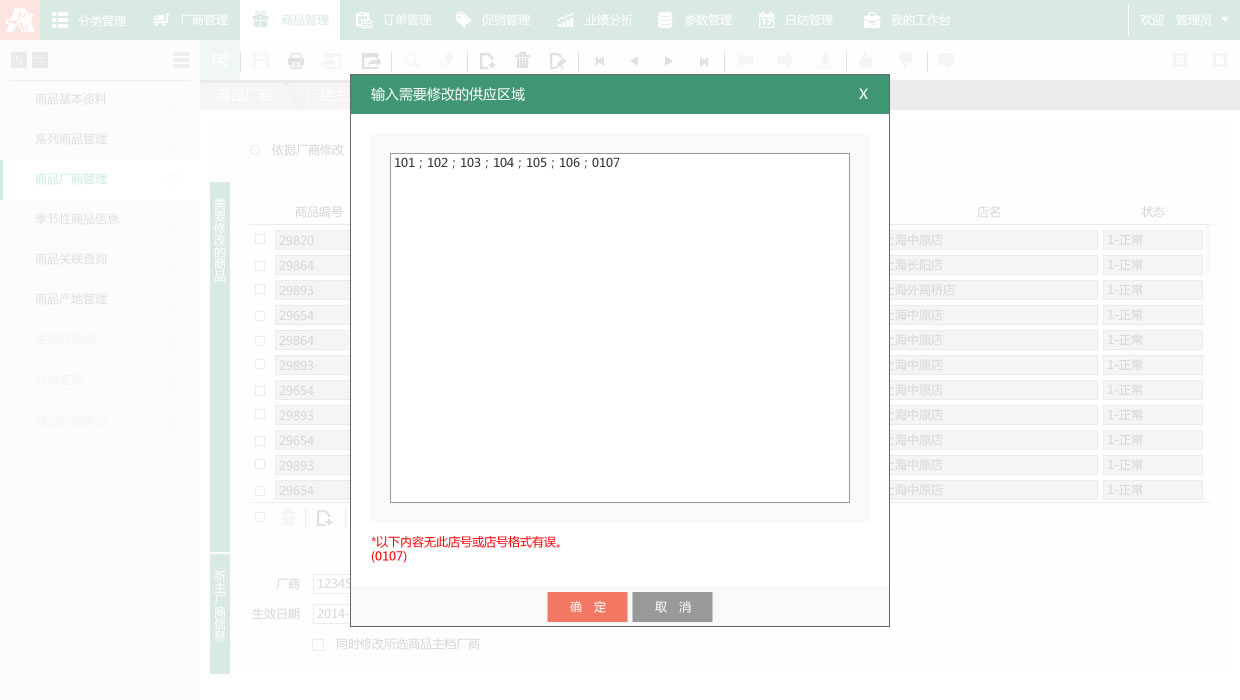 分类管理
厂商管理
商品管理
订单管理
促销管理
业绩分析
参数管理
日结管理
我的工作台
欢迎，管理员
商品基本资料
系列商品管理
商品厂商管理
季节性商品信息
商品关联查询
商品产地管理
商品厂商
门店主
输入需要修改的供应区域
X
101；102；103；104；105；106；0107
*以下内容无此店号或店号格式有误。
(0107)
确 定
取 消
依据厂商修改
需要修改的商品
商品编号
店名
状态
29820
上海中原店
1-正常
29864
上海长阳店
1-正常
29893
上海外高桥店
1-正常
29654
上海中原店
1-正常
29864
上海中原店
1-正常
29893
上海中原店
1-正常
29654
上海中原店
1-正常
29893
上海中原店
1-正常
29654
上海中原店
1-正常
29893
上海中原店
1-正常
29654
上海中原店
1-正常
新主厂商信息
厂商
12345
生效日期
2014-
同时修改所选商品主档厂商